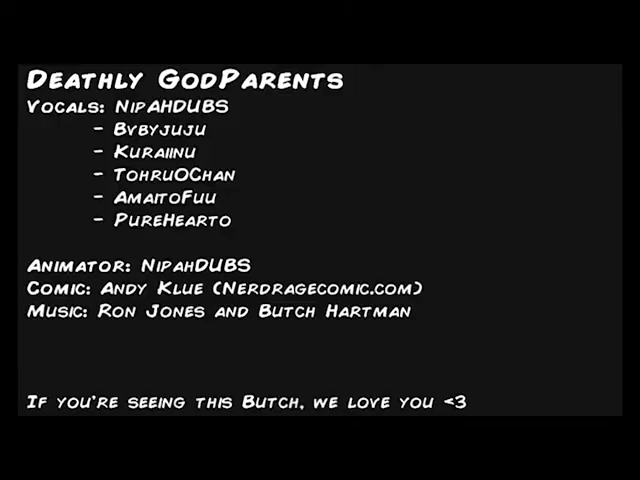 Deathly GodParents
Vocals: NipAHDUBS
- Bvbyjuju
- Kuraiinu
- TohruOChan
- AmaitoFuu
- PureHearto
Animator: NipahDUBS
Comic: Andy Klue (Nerdragecomic.com)
Music: Ron Jones and Butch Hartman
If you're seeing this Butch, we love you <3